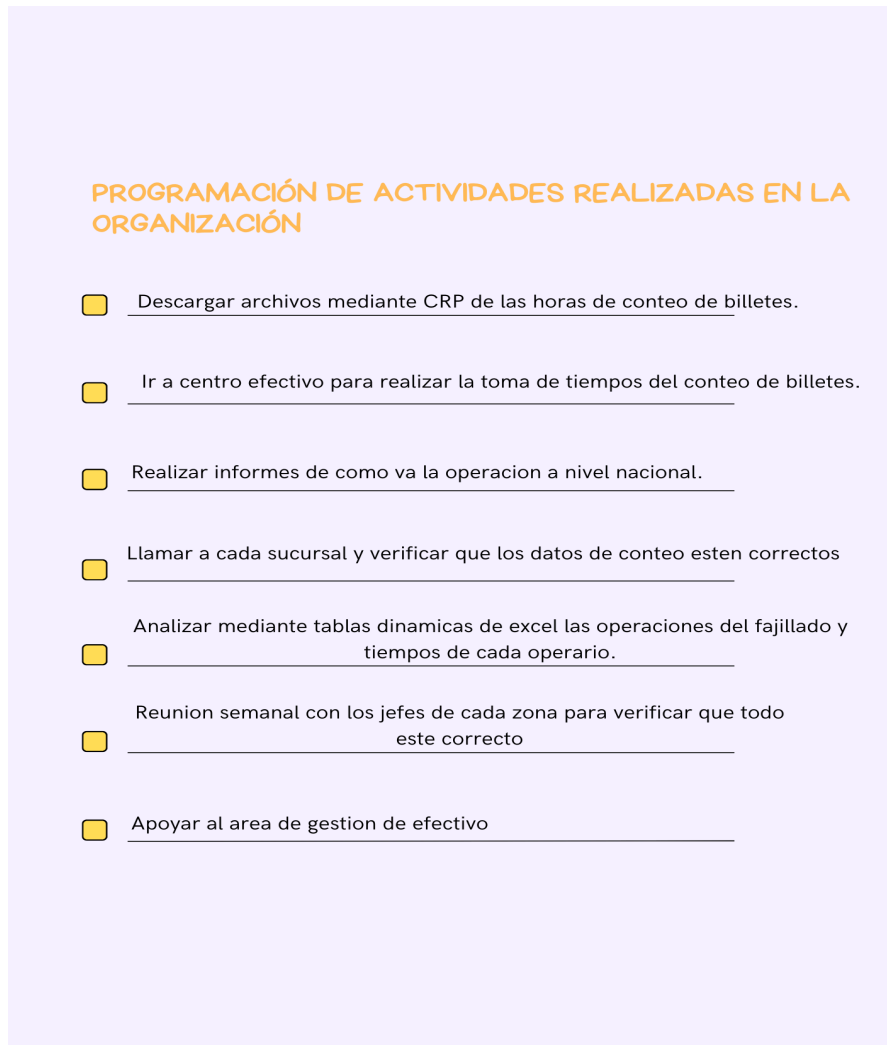 PROGRAMACIÓN DE ACTIVIDADES REALIZADAS EN LA
ORGANIZACIÓN
Descargar archivos mediante CRP de las horas de conteo de billetes.
Ir a centro efectivo para realizar la toma de tiempos del conteo de billetes.
Realizar informes de como va la operacion a nivel nacional.
Llamar a cada sucursal y verificar que los datos de conteo esten correctos
Analizar mediante tablas dinamicas de excel las operaciones del fajillado y
tiempos de cada operario.
Reunion semanal con los jefes de cada zona para verificar que todo
este correcto
Apoyar al area de gestion de efectivo